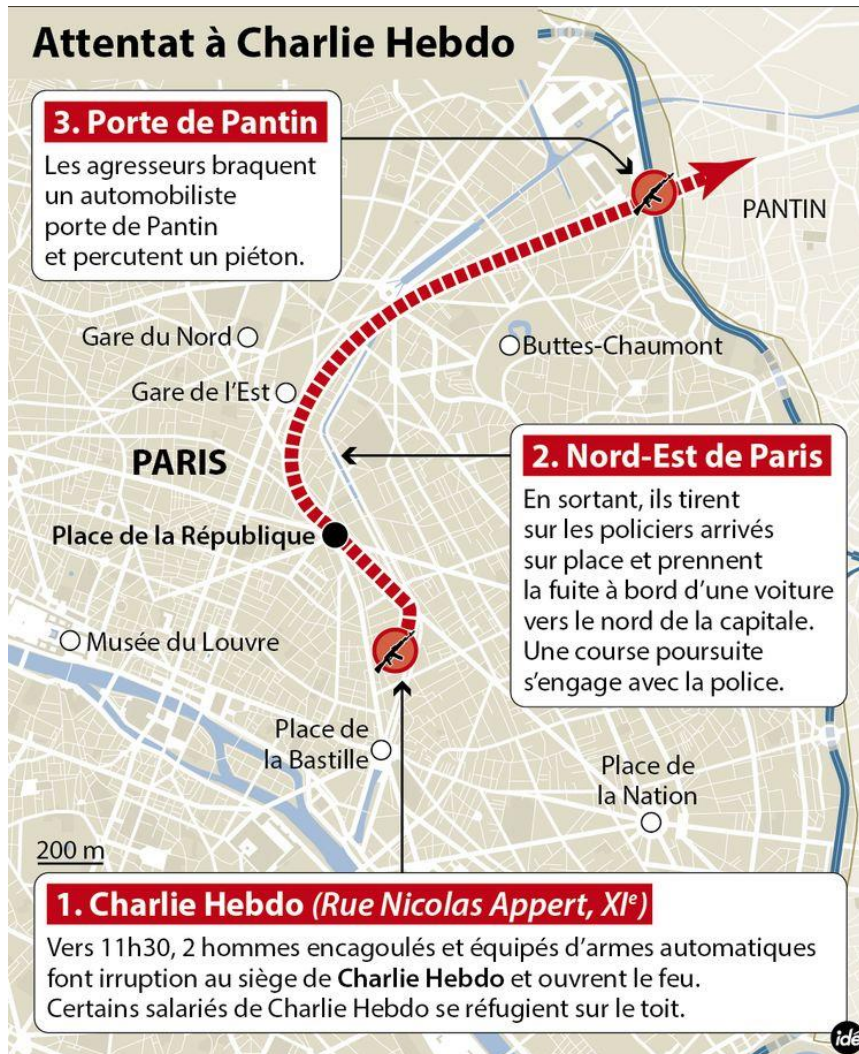 Attentat à Charlie Hebdo
3. Porte de Pantin
Les agresseurs braquent
un automobiliste
porte de Pantin
et percutent un piéton.
PANTIN
Gare du Nord
Buttes-Chaumont
Gare de l'Est
PARIS
2. Nord-Est de Paris
En sortant, ils tirent
sur les policiers arrivés
sur place et prennent
la fuite à bord d'une voiture
vers le nord de la capitale.
Une course poursuite
s'engage avec la police.
Place de la République
Musée du Louvre
Place de
la Bastille
Place de
la Nation
200 m
1. Charlie Hebdo (Rue Nicolas Appert, XIe)
Vers 11h30, 2 hommes encagoulés et équipés d'armes automatiques
font irruption au siège de Charlie Hebdo et ouvrent le feu.
Certains salariés de Charlie Hebdo se réfugient sur le toit.
idé